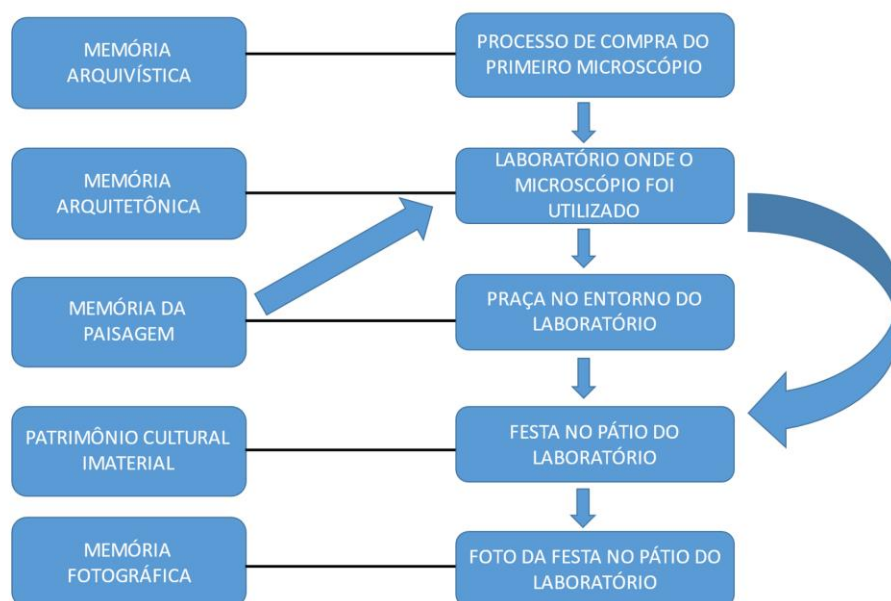 MEMÓRIA
ARQUIVÍSTICA
PROCESSO DE COMPRA DO
PRIMEIRO MICROSCÓPIO
MEMÓRIA
ARQUITETÔNICA
LABORATÓRIO ONDE O
MICROSCÓPIO FOI
UTILIZADO
MEMÓRIA DA
PAISAGEM
PRAÇA NO ENTORNO DO
LABORATÓRIO
PATRIMÔNIO CULTURAL
IMATERIAL
FESTA NO PÁTIO DO
LABORATÓRIO
MEMÓRIA
FOTOGRÁFICA
FOTO DA FESTA NO PÁTIO DO
LABORATÓRIO